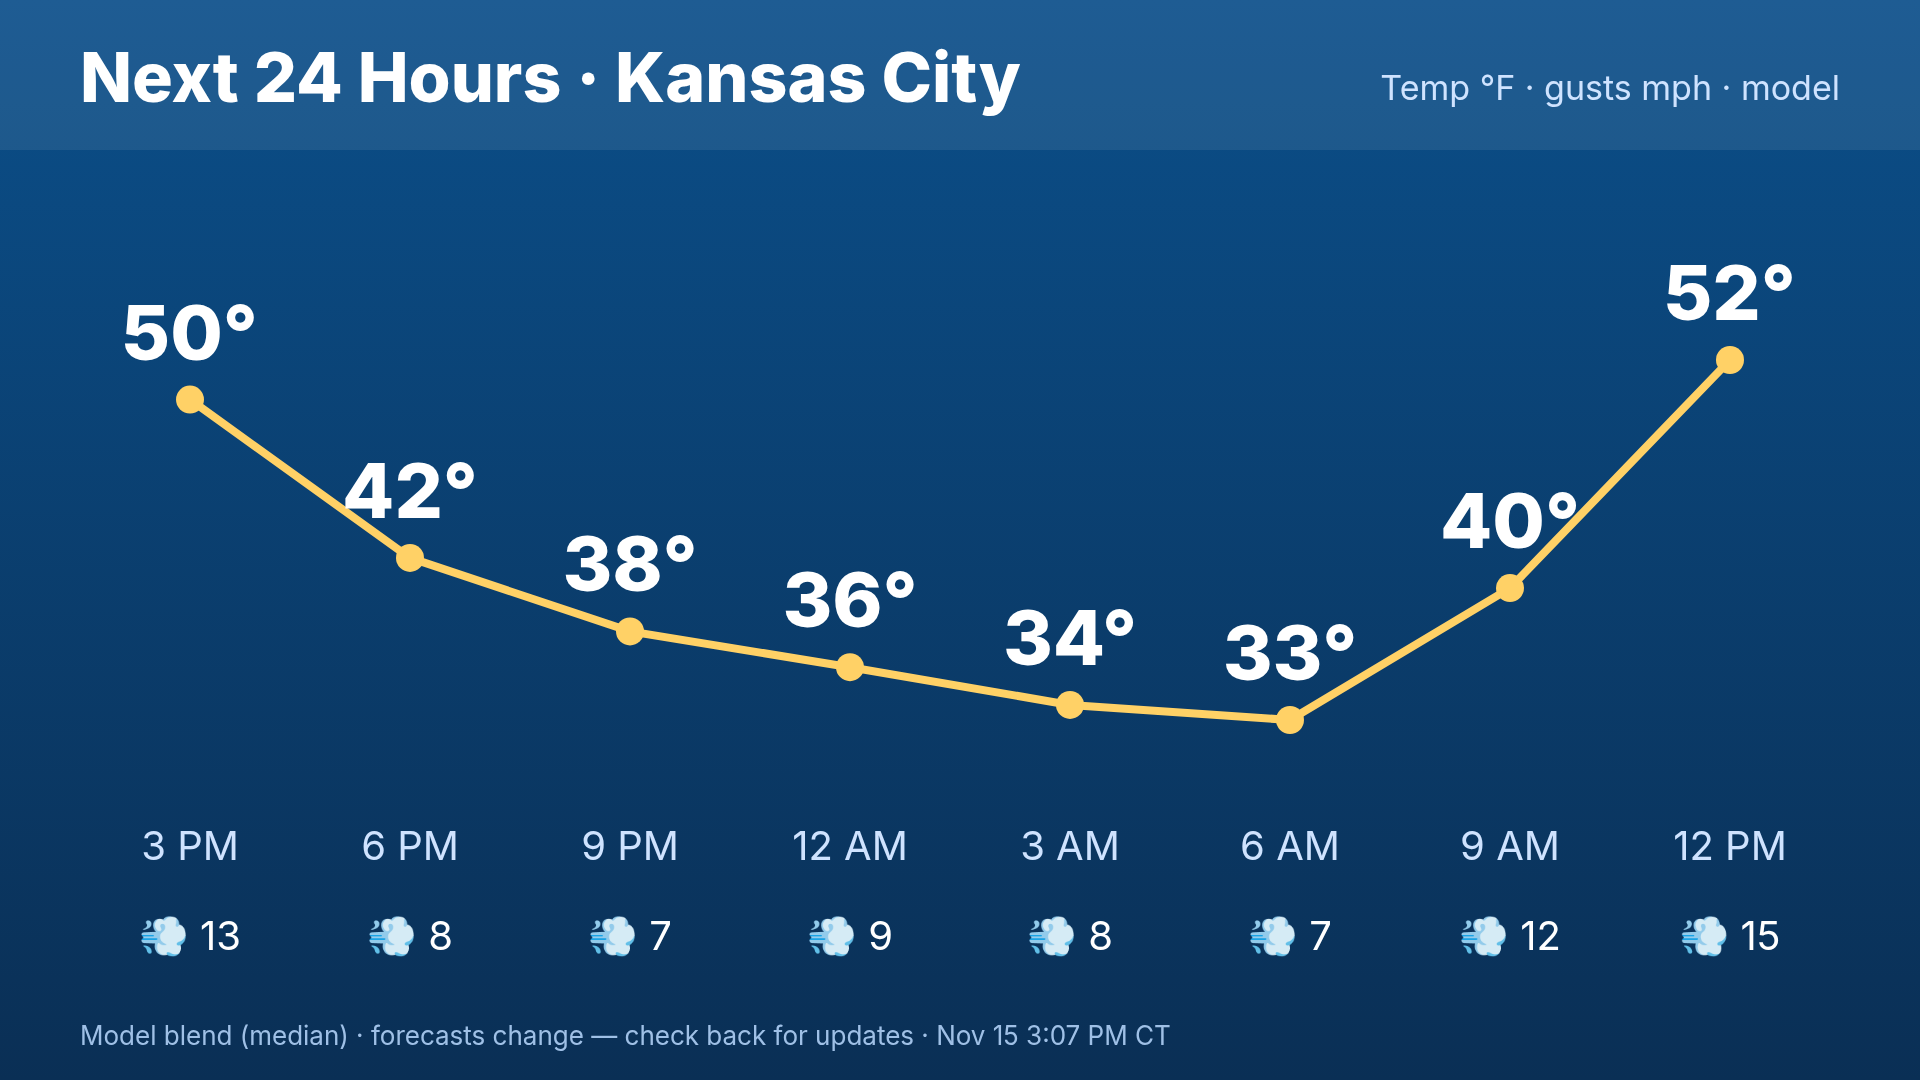 Next 24 Hours · Kansas City
Temp °F · gusts mph · model
50°
42°
38°
36°
34°
33°
40°
52°
3 PM
6 PM
9 PM
12 AM
3 AM
6 AM
9 AM
12 PM
💨 13
💨 8
💨 7
💨 9
💨 8
💨 7
💨 12
💨 15
Model blend (median) · forecasts change — check back for updates · Nov 15 3:07 PM CT